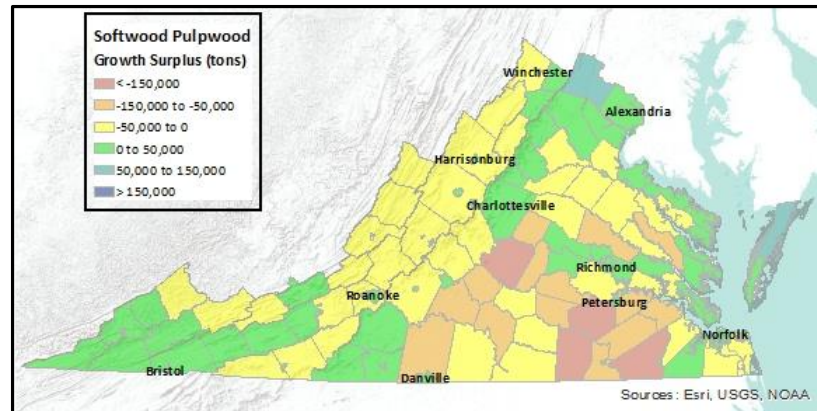 Softwood Pulpwood
Growth Surplus (tons)
< -150,000
-150,000 to -50,000
-50,000 to 0
0 to 50,000
50,000 to 150,000
> 150,000
Winchester
Alexandria
Harrisonburg
Charlottesville
Richmond
Roanoke
Petersburg
Norfolk
Bristol
Danville
Sources: Esri, USGS, NOAA